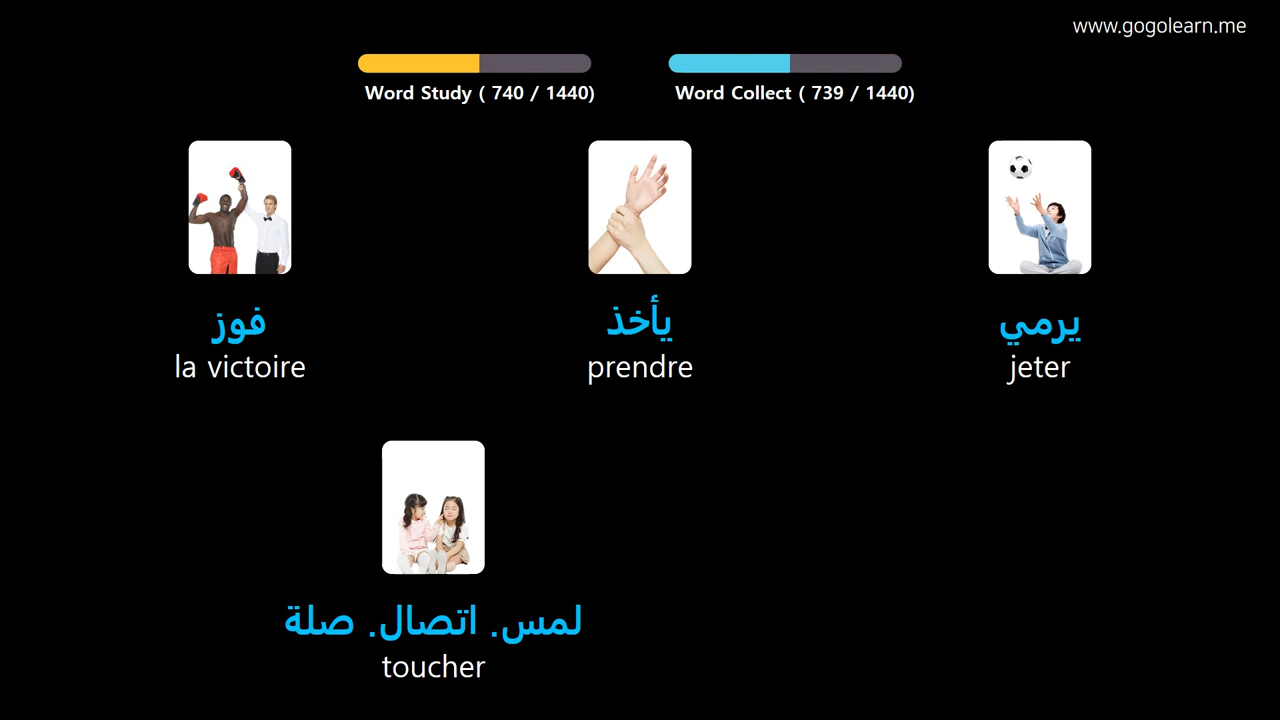 www.gogolearn.me
Word Study ( 740 / 1440)
Word Collect ( 739 / 1440)
فوز
la victoire
يأخذ
prendre
يرمي
jeter
لمس. اتصال. صلة
toucher